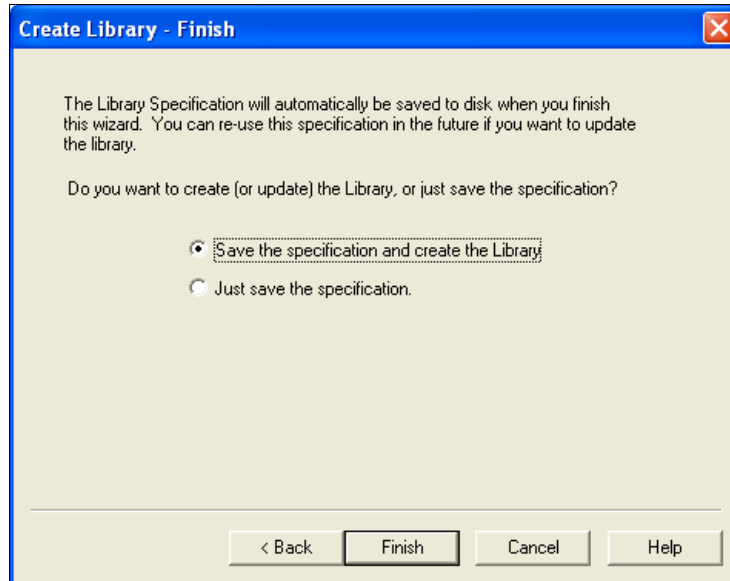 Create Library - Finish
The Library Specification will automatically be saved to disk when you finish
this wizard.  You can re-use this specification in the future if you want to update
the library.
Do you want to create (or update) the Library, or just save the specification?
Save the specification and create the Library
Just save the specification.
< Back Finish Cancel Help